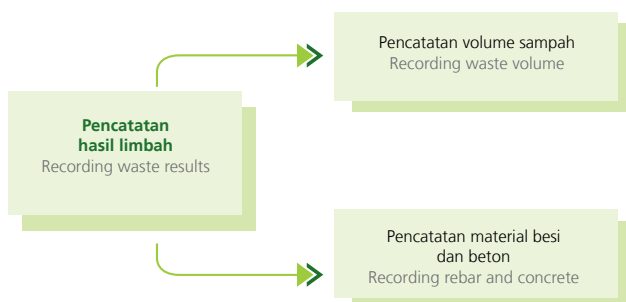 Pencatatan volume sampah
Recording waste volume
Pencatatan
hasil limbah
Recording waste results
Pencatatan material besi
dan beton
Recording rebar and concrete